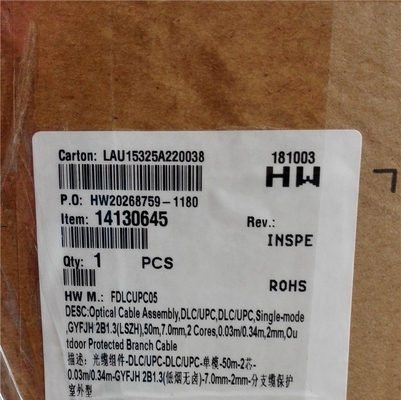 Carton: LAU15325A220038 181003
HW
P.O: HW20268759-1180
Item: 14130645 Rev.:
INSPE
Qty: 1 PCS
ROHS
HW M.: FDLCUPC05
DESC:Optical Cable Assembly,DLC/UPC,DLC/UPC,Single-mode
,GYFJH 2B1.3(LSZH),50m,7.0mm,2 Cores,0.03m/0.34m,2mm,Ou
tdoor Protected Branch Cable
描述: 光缆组件-DLC/UPC-DLC/UPC-单模-50m-2芯-
0.03m/0.34m-GYFJH 2B1.3(低烟无卤)-7.0mm-2mm-分支缆保护
室外型